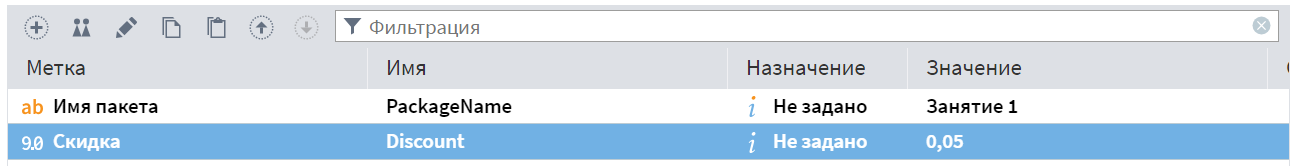 Фильтрация
Метка Имя Назначение Значение
ab Имя пакета PackageName i Не задано Занятие 1
9.0 Скидка Discount i Не задано 0,05